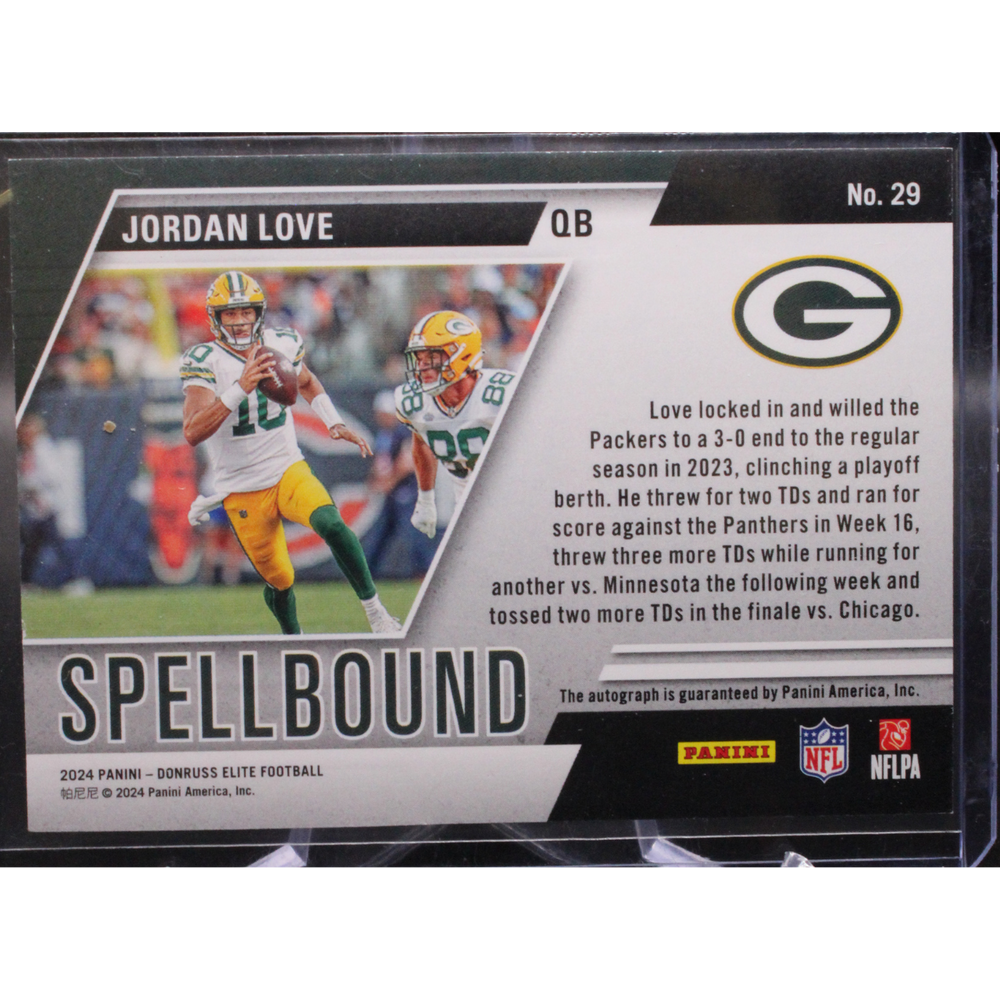 No. 29
JORDAN LOVE
QB
G
10
10
88
88
Love locked in and willed the
Packers to a 3-0 end to the regular
season in 2023, clinching a playoff
berth. He threw for two TDs and ran for
score against the Panthers in Week 16,
threw three more TDs while running for
another vs. Minnesota the following week and
tossed two more TDs in the finale vs. Chicago.
SPELLBOUND
The autograph is guaranteed by Panini America, Inc.
PANINI
NFL
NFLPA
2024 PANINI – DONRUSS ELITE FOOTBALL
帕尼尼 © 2024 Panini America, Inc.